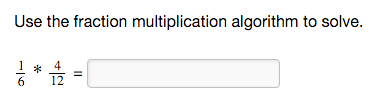 Use the fraction multiplication algorithm to solve.
1/6 * 4/12 =